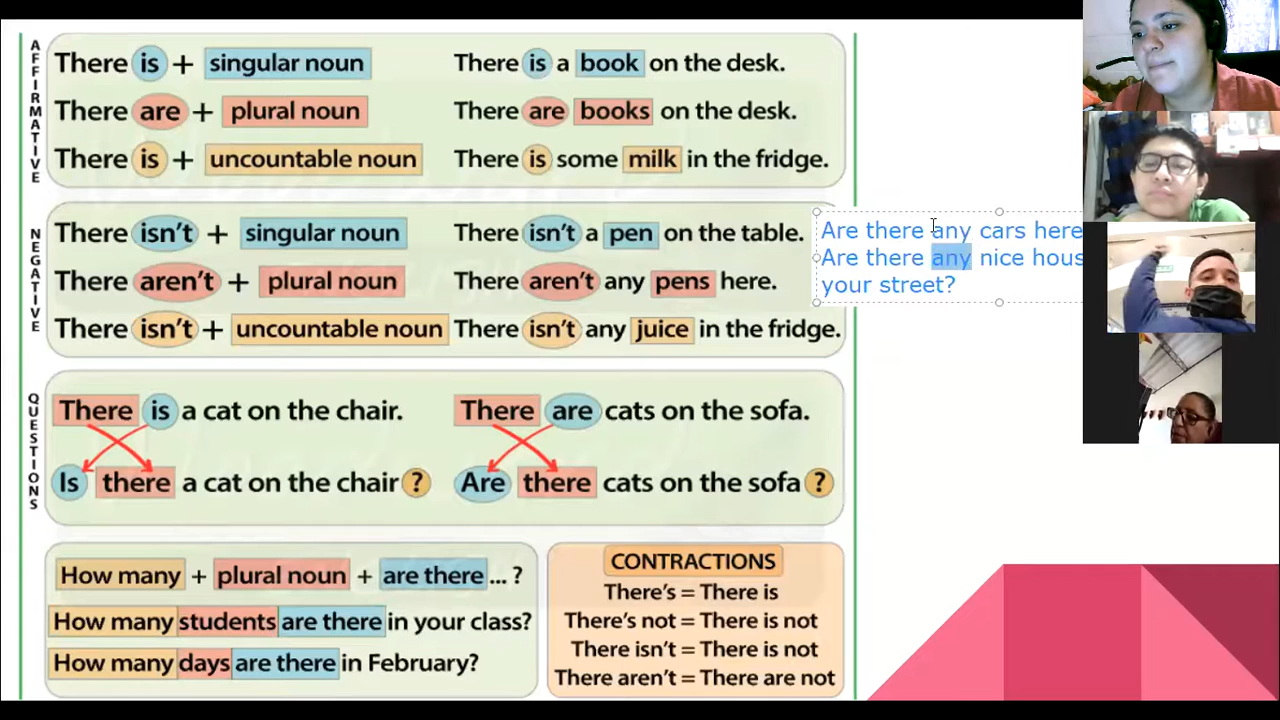 AFFIRMATIVE
There is + singular noun There is a book on the desk.
There are + plural noun There are books on the desk.
There is + uncountable noun There is some milk in the fridge.
NEGATIVE
There isn't + singular noun There isn't a pen on the table.
There aren't + plural noun There aren't any pens here.
There isn't + uncountable noun There isn't any juice in the fridge.
Are there any cars here
Are there any nice hous
your street?
QUESTIONS
There is a cat on the chair. There are cats on the sofa.
Is there a cat on the chair ? Are there cats on the sofa ?
How many + plural noun + are there ... ?
How many students are there in your class?
How many days are there in February?
CONTRACTIONS
There's = There is
There's not = There is not
There isn't = There is not
There aren't = There are not